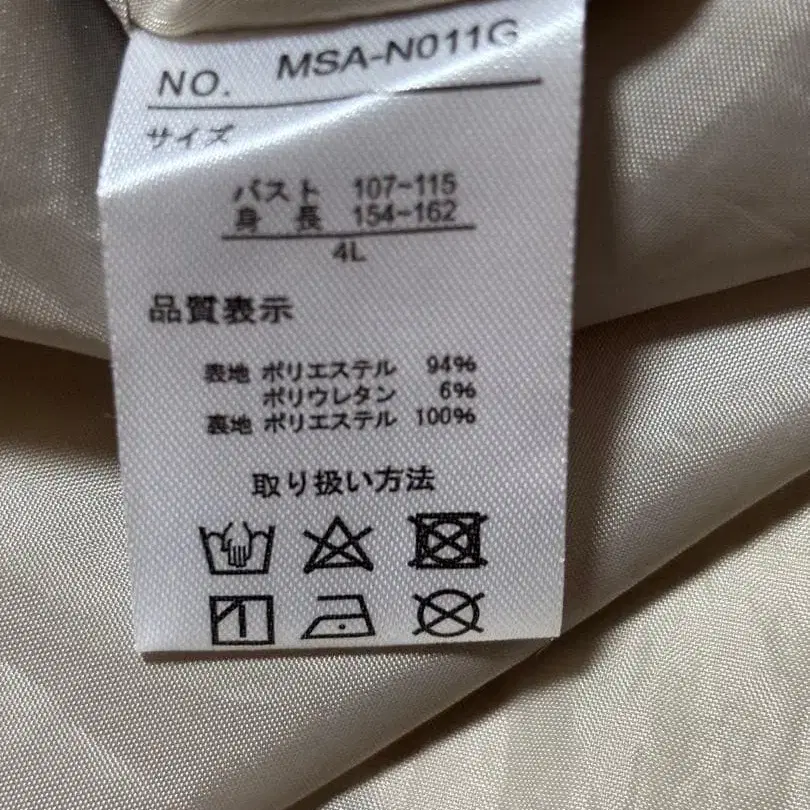 NO. MSA-N011G
サイズ
バスト 107~115
身長 154~162
4L
品質表示
表地 ポリエステル 94%
ポリウレタン 6%
裏地 ポリエステル 100%
取り扱い方法